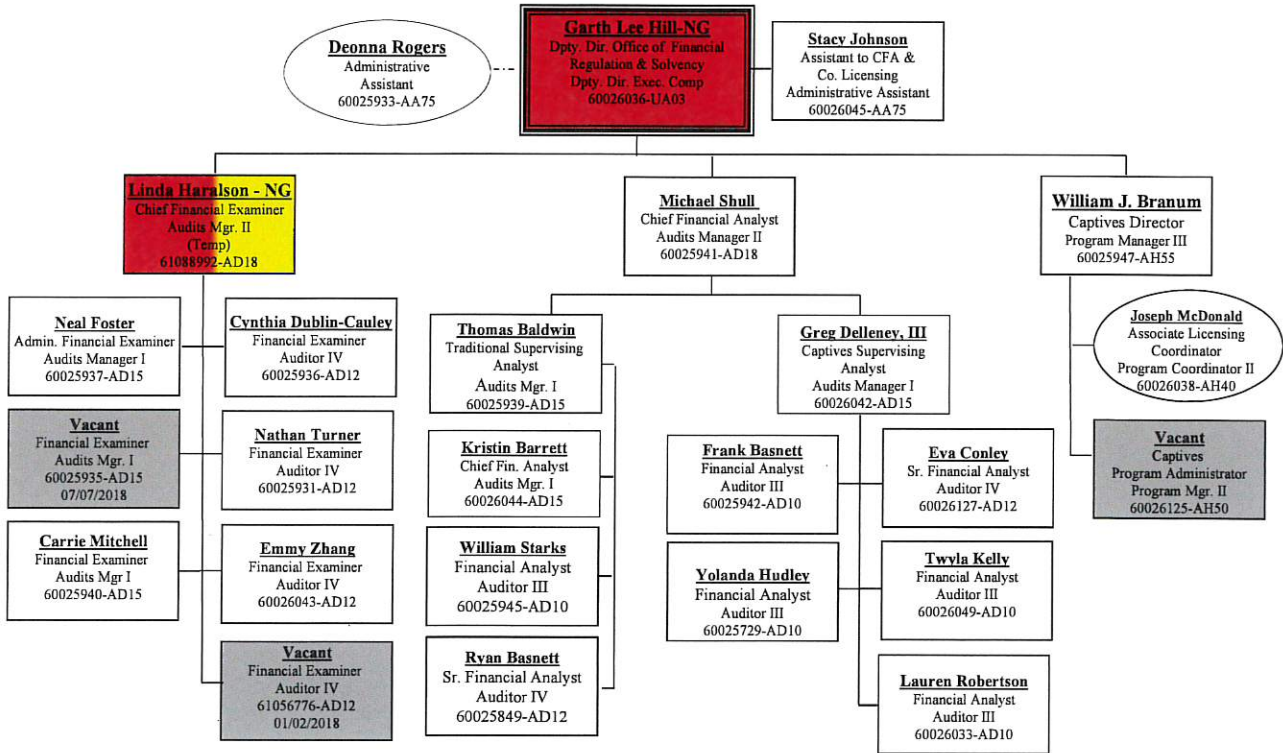 Deonna Rogers
Administrative
Assistant
60025933-AA75
Garth Lee Hill-NG
Dpty. Dir. Office of Financial
Regulation & Solvency
Dpty. Dir. Exec. Comp
60026036-UA03
Stacy Johnson
Assistant to CFA &
Co. Licensing
Administrative Assistant
60026045-AA75
Linda Haralson - NG
Chief Financial Examiner
Audits Mgr. II
(Temp)
61088992-AD18
Michael Shull
Chief Financial Analyst
Audits Manager II
60025941-AD18
William J. Branum
Captives Director
Program Manager III
60025947-AH55
Neal Foster
Admin. Financial Examiner
Audits Manager I
60025937-AD15
Cynthia Dublin-Cauley
Financial Examiner
Auditor IV
60025936-AD12
Vacant
Financial Examiner
Audits Mgr. I
60025935-AD15
07/07/2018
Nathan Turner
Financial Examiner
Auditor IV
60025931-AD12
Carrie Mitchell
Financial Examiner
Audits Mgr I
60025940-AD15
Emmy Zhang
Financial Examiner
Auditor IV
60026043-AD12
Vacant
Financial Examiner
Auditor IV
61056776-AD12
01/02/2018
Thomas Baldwin
Traditional Supervising
Analyst
Audits Mgr. I
60025939-AD15
Kristin Barrett
Chief Fin. Analyst
Audits Mgr. I
60026044-AD15
William Starks
Financial Analyst
Auditor III
60025945-AD10
Ryan Basnett
Sr. Financial Analyst
Auditor IV
60025849-AD12
Greg Delleney, III
Captives Supervising
Analyst
Audits Manager I
60026042-AD15
Frank Basnett
Financial Analyst
Auditor III
60025942-AD10
Eva Conley
Sr. Financial Analyst
Auditor IV
60026127-AD12
Yolanda Hudley
Financial Analyst
Auditor III
60025729-AD10
Twyla Kelly
Financial Analyst
Auditor III
60026049-AD10
Lauren Robertson
Financial Analyst
Auditor III
60026033-AD10
Joseph McDonald
Associate Licensing
Coordinator
Program Coordinator II
60026038-AH40
Vacant
Captives
Program Administrator
Program Mgr. II
60026125-AH50